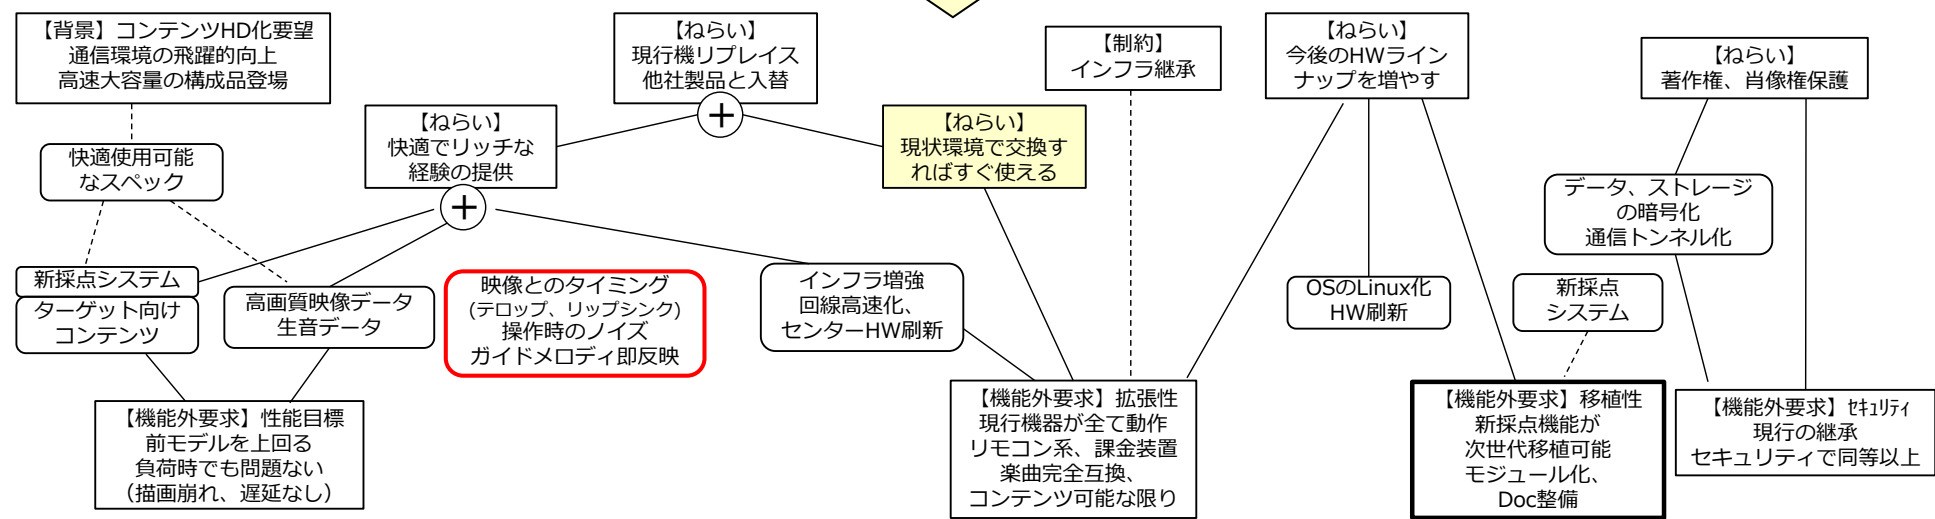 【背景】コンテンツHD化要望
通信環境の飛躍的向上
高速大容量の構成品登場
【ねらい】
現行機リプレイス
他社製品と入替
＋
【制約】
インフラ継承
【ねらい】
今後のHWライン
ナップを増やす
【ねらい】
著作権、肖像権保護
【ねらい】
快適でリッチな
経験の提供
＋
【ねらい】
現状環境で交換す
ればすぐ使える
快適使用可能
なスペック
データ、ストレージ
の暗号化
通信トンネル化
新採点システム
ターゲット向け
コンテンツ
高画質映像データ
生音データ
映像とのタイミング
(テロップ、リップシンク)
操作時のノイズ
ガイドメロディ即反映
インフラ増強
回線高速化、
センターHW刷新
OSのLinux化
HW刷新
新採点
システム
【機能外要求】性能目標
前モデルを上回る
負荷時でも問題ない
（描画崩れ、遅延なし）
【機能外要求】拡張性
現行機器が全て動作
リモコン系、課金装置
楽曲完全互換、
コンテンツ可能な限り
【機能外要求】移植性
新採点機能が
次世代移植可能
モジュール化、
Doc整備
【機能外要求】ｾｷｭﾘﾃｨ
現行の継承
セキュリティで同等以上